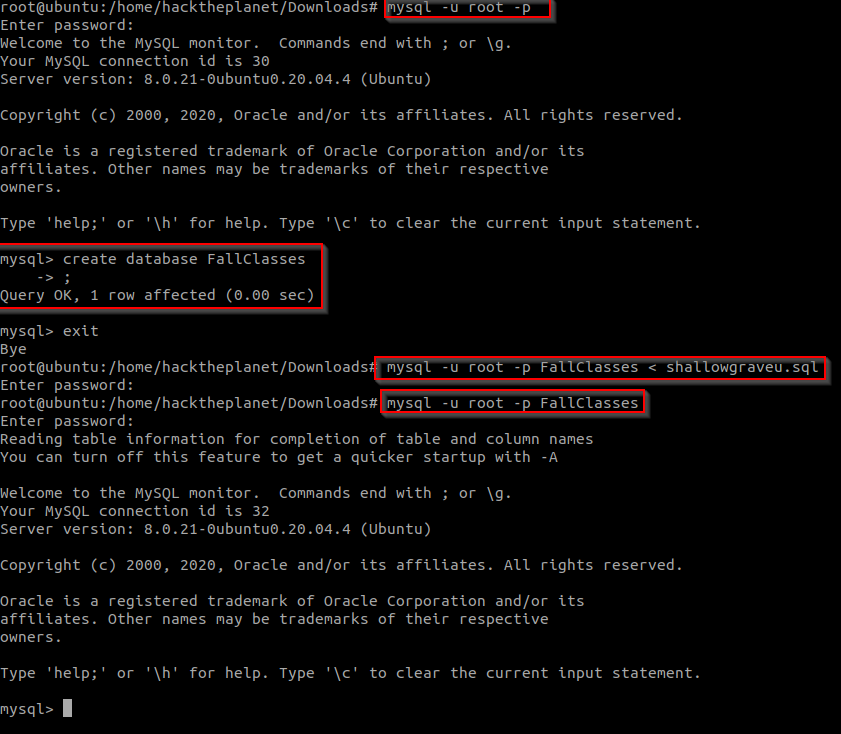 root@ubuntu:/home/hacktheplanet/Downloads# mysql -u root -p
Enter password:
Welcome to the MySQL monitor.  Commands end with ; or \g.
Your MySQL connection id is 30
Server version: 8.0.21-0ubuntu0.20.04.4 (Ubuntu)

Copyright (c) 2000, 2020, Oracle and/or its affiliates. All rights reserved.

Oracle is a registered trademark of Oracle Corporation and/or its
affiliates. Other names may be trademarks of their respective
owners.

Type 'help;' or '\h' for help. Type '\c' to clear the current input statement.

mysql> create database FallClasses
    -> ;
Query OK, 1 row affected (0.00 sec)

mysql> exit
Bye
root@ubuntu:/home/hacktheplanet/Downloads# mysql -u root -p FallClasses < shallowgraveu.sql
Enter password:
root@ubuntu:/home/hacktheplanet/Downloads# mysql -u root -p FallClasses
Enter password:
Reading table information for completion of table and column names
You can turn off this feature to get a quicker startup with -A

Welcome to the MySQL monitor.  Commands end with ; or \g.
Your MySQL connection id is 32
Server version: 8.0.21-0ubuntu0.20.04.4 (Ubuntu)

Copyright (c) 2000, 2020, Oracle and/or its affiliates. All rights reserved.

Oracle is a registered trademark of Oracle Corporation and/or its
affiliates. Other names may be trademarks of their respective
owners.

Type 'help;' or '\h' for help. Type '\c' to clear the current input statement.

mysql>